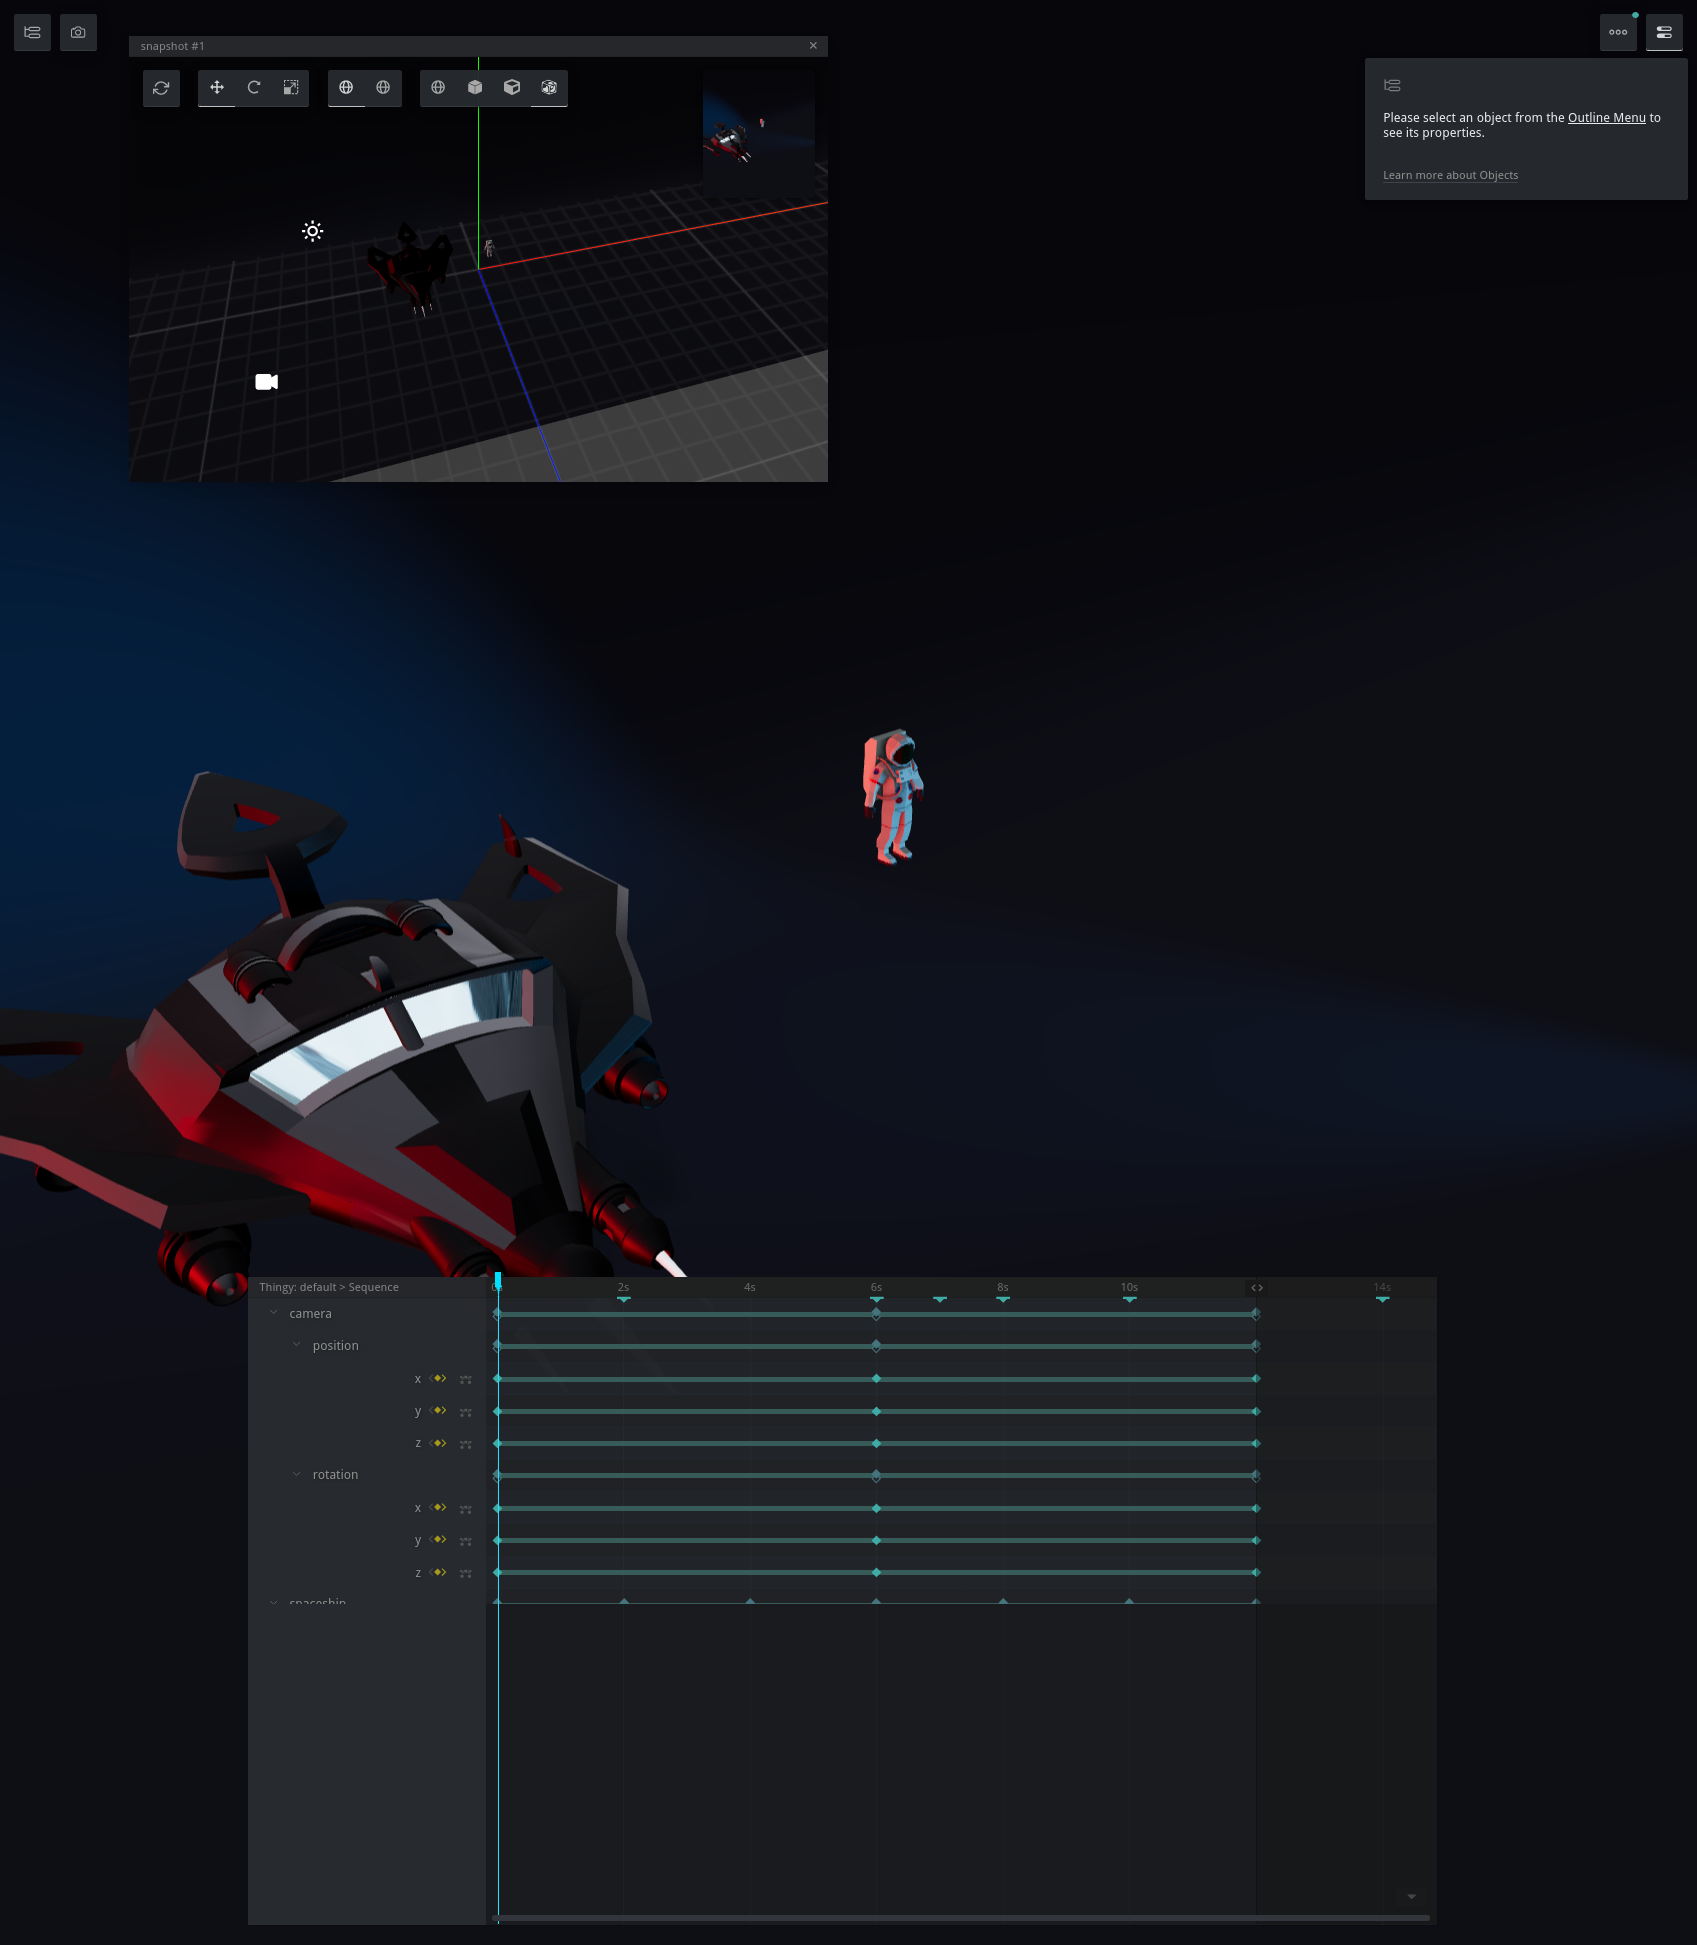 snapshot #1
Please select an object from the Outline Menu to
see its properties.
Learn more about Objects
Thingy: default > Sequence
2s 4s 6s 8s 10s 14s
camera
position
x
y
z
rotation
x
y
z
spaceship